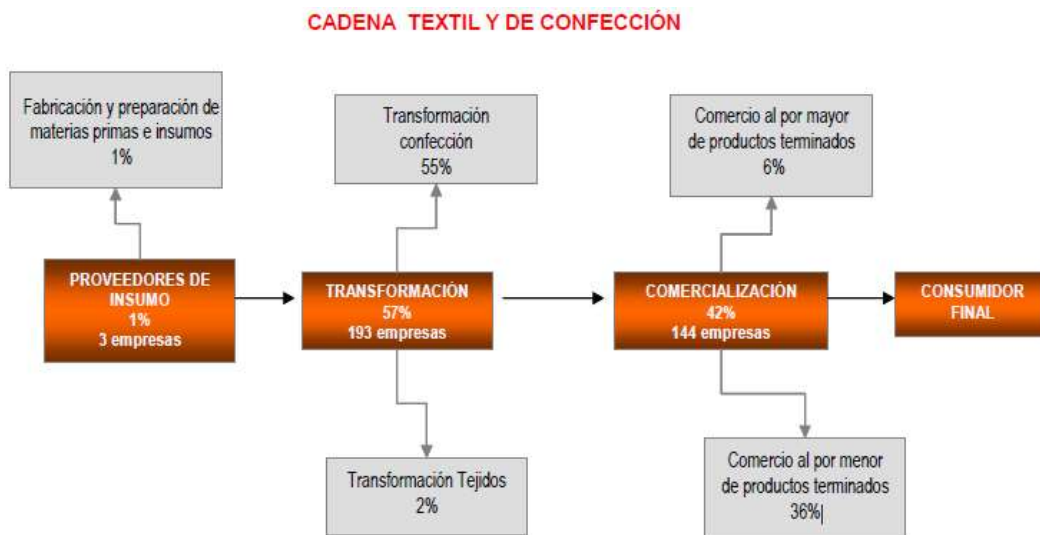 CADENA TEXTIL Y DE CONFECCIÓN
Fabricación y preparación de
materias primas e insumos
1%
Transformación
confección
55%
Comercio al por mayor
de productos terminados
6%
PROVEEDORES DE
INSUMO
1%
3 empresas
TRANSFORMACIÓN
57%
193 empresas
COMERCIALIZACIÓN
42%
144 empresas
CONSUMIDOR
FINAL
Transformación Tejidos
2%
Comercio al por menor
de productos terminados
36%